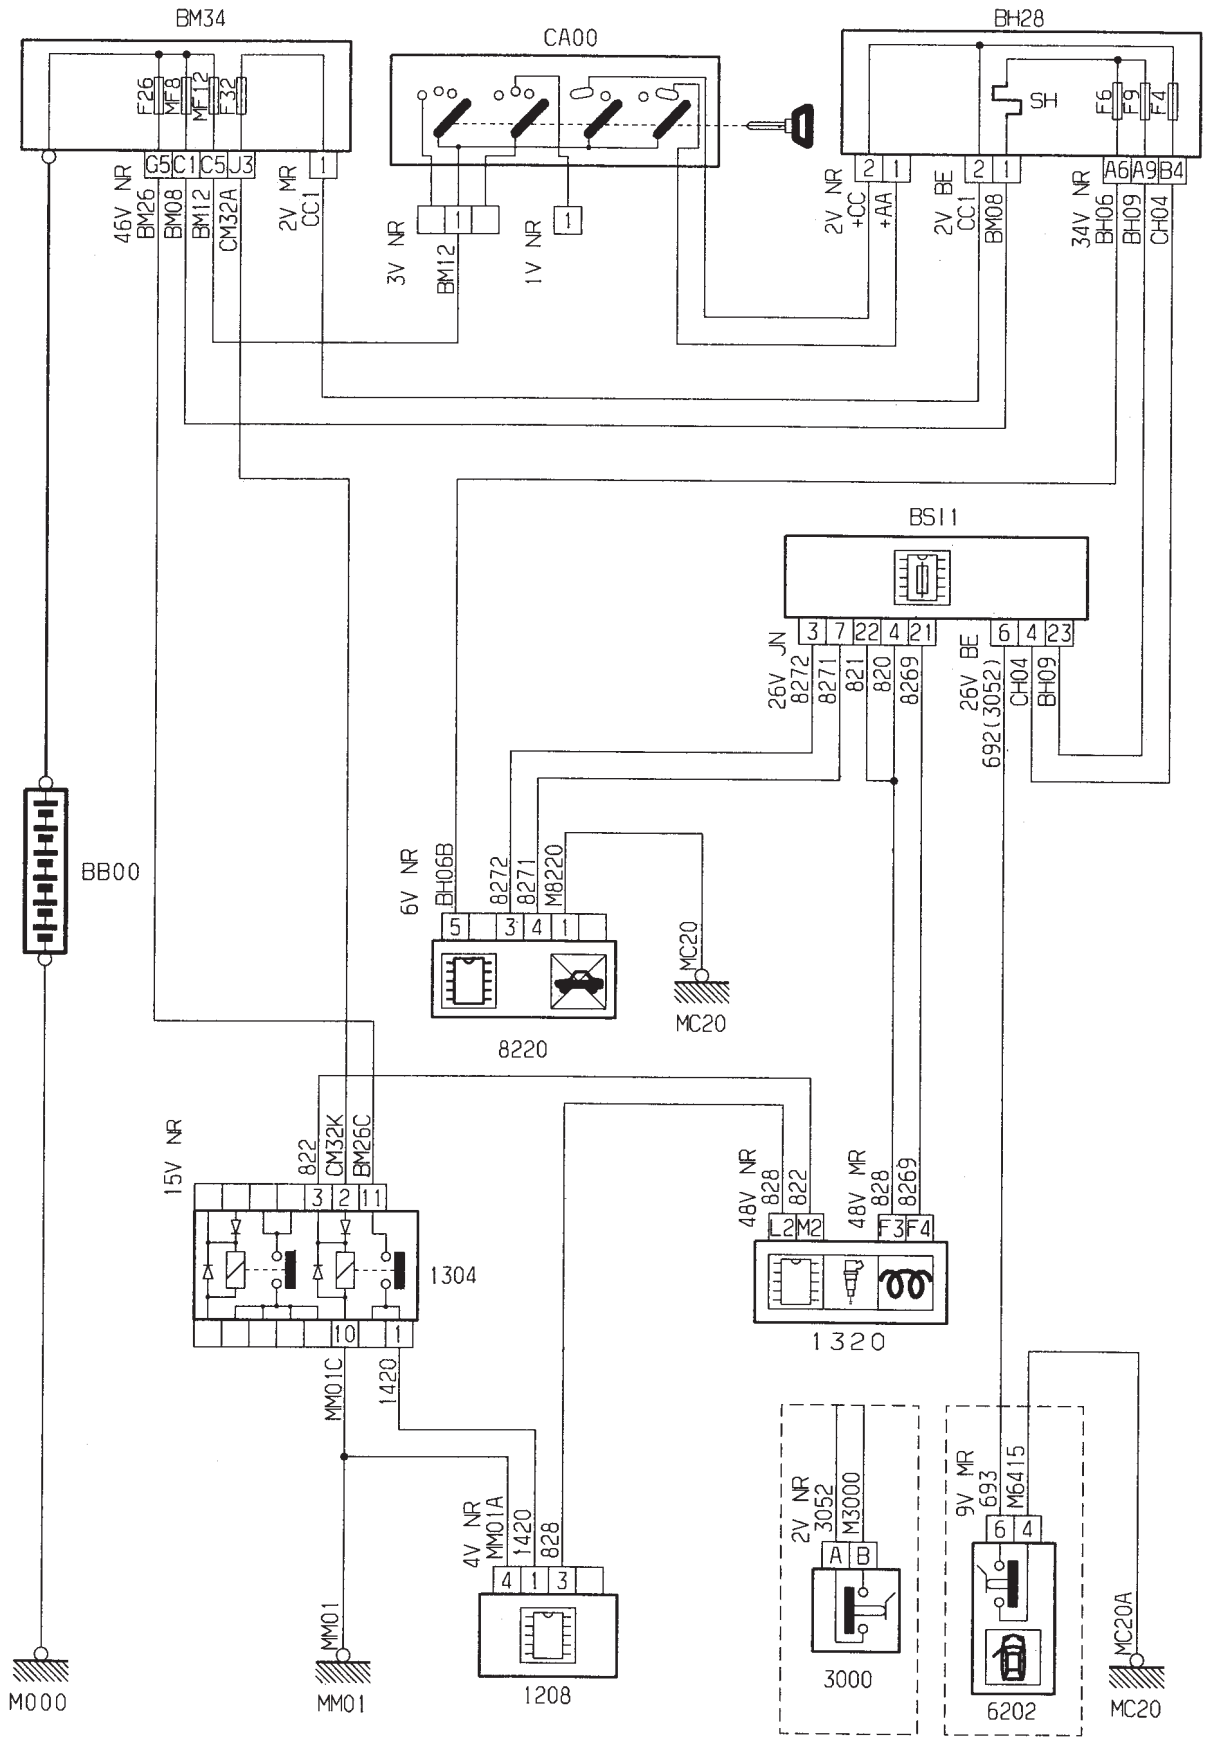 BM34
CA00
BH28
F26
MF8
MF12
F32
SH
F6
F9
F4
G5 C1 C5 J3
1
46V NR
BM26
BM08
BM12
CM32A
2V MR
CC1
1
1
3V NR
BM12
1V NR
2 1
2 1
A6 A9 B4
2V NR
+CC
+AA
2V BE
CC1
BM08
34V NR
BH06
BH09
CH04
BSI1
3 7 22 4 21
6 4 23
26V JN
8272
8271
821
820
8269
26V BE
692(3052)
CH04
BH09
BB00
6V NR
BH06B
8272
8271
M8220
5 3 4 1
8220
MC20
MC20
15V NR
822
CM32K
BM26C
3 2 11
1304
10 1
MM01C
1420
48V NR
828
822
48V MR
828
8269
L2 M2
F3 F4
1320
4V NR
MM01A
1420
828
4 1 3
1208
2V NR
3052
M3000
A B
3000
9V MR
693
M6415
6 4
6202
MC20A
MC20
M000
MM01
MM01